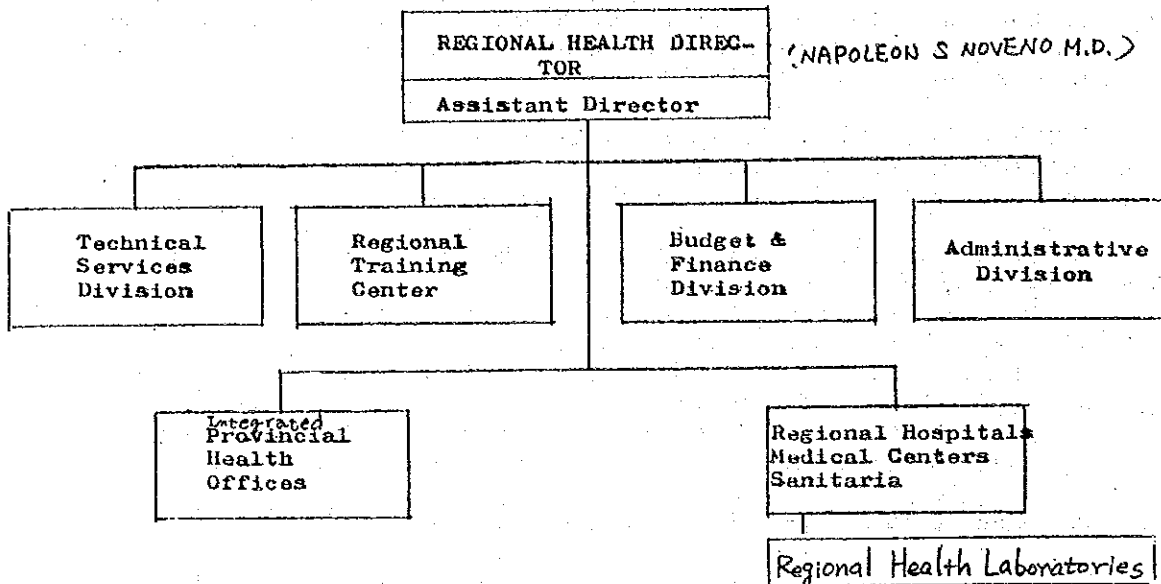 REGIONAL HEALTH DIREC-
TOR
(NAPOLEON S NOVENO M.D.)
Assistant Director
Technical
Services
Division
Regional
Training
Center
Budget &
Finance
Division
Administrative
Division
Integrated
Provincial
Health
Offices
Regional Hospitals
Medical Centers
Sanitaria
Regional Health Laboratories